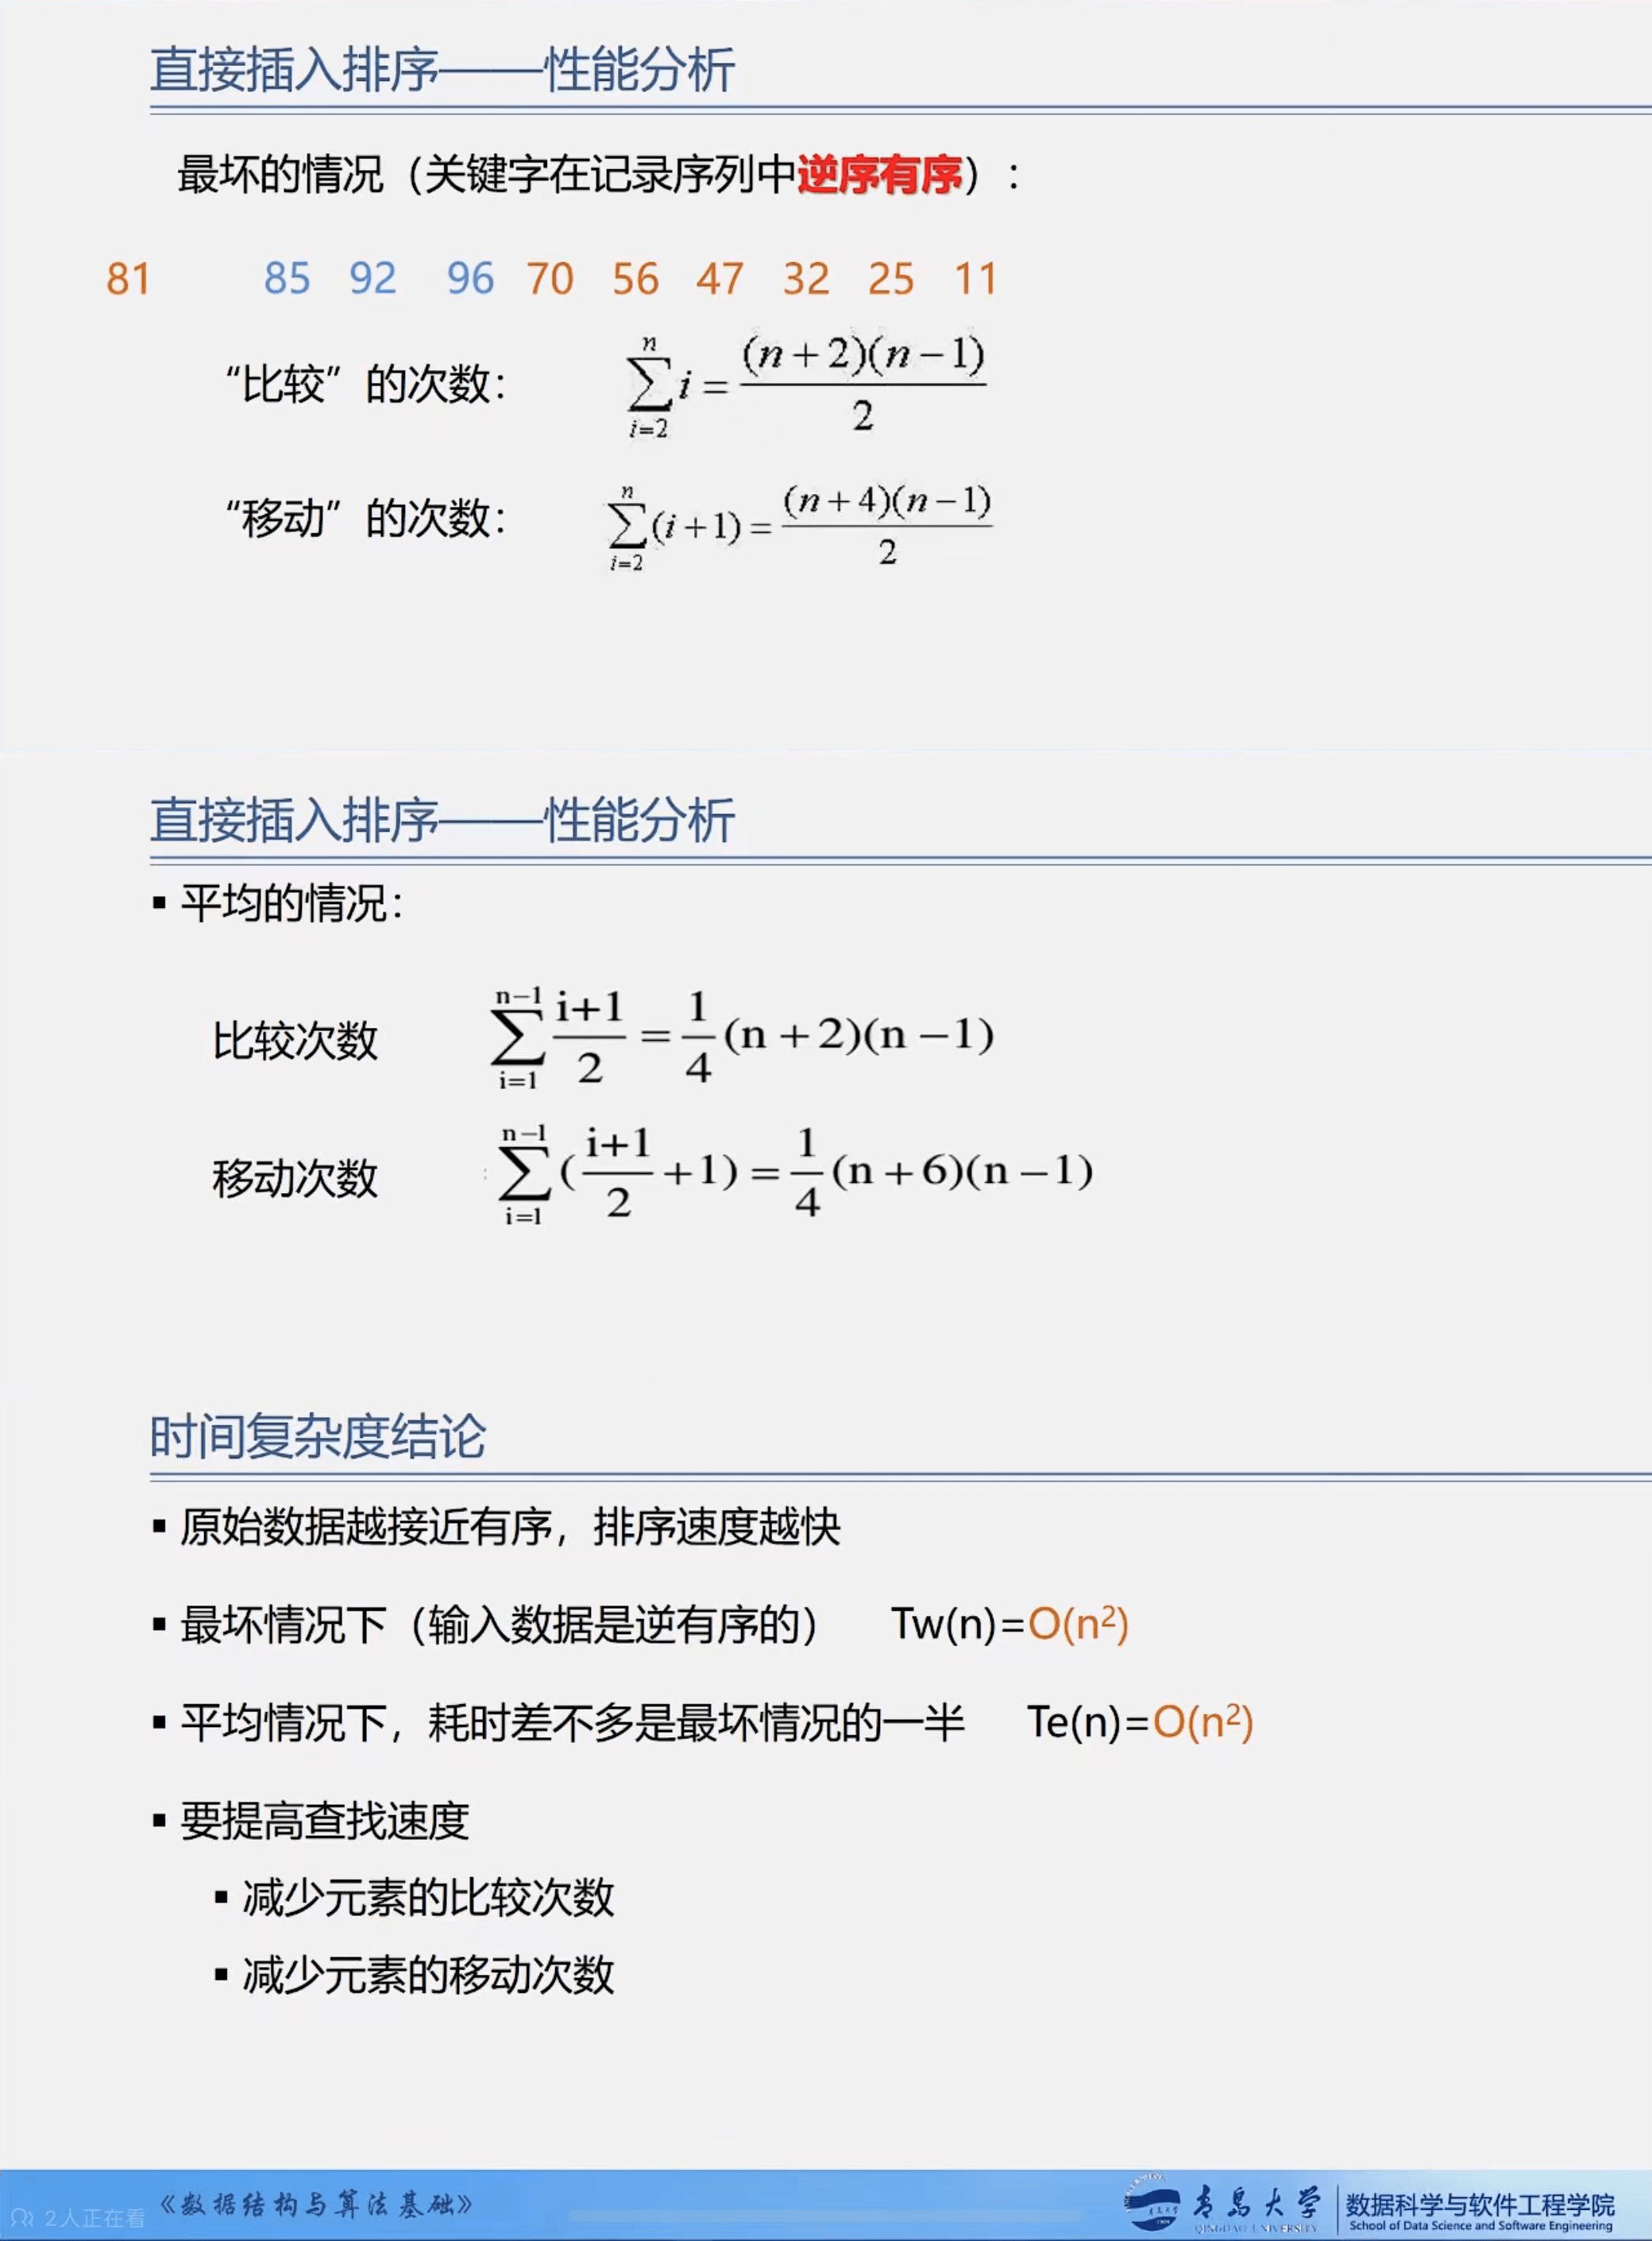 直接插入排序——性能分析
最坏的情况（关键字在记录序列中逆序有序）：
81 85 92 96 70 56 47 32 25 11
“比较”的次数： \sum_{i=2}^{n} i = \frac{(n+2)(n-1)}{2}
“移动”的次数： \sum_{i=2}^{n} (i+1) = \frac{(n+4)(n-1)}{2}
直接插入排序——性能分析
▪ 平均的情况：
比较次数 \sum_{i=1}^{n-1} \frac{i+1}{2} = \frac{1}{4}(n+2)(n-1)
移动次数 \sum_{i=1}^{n-1} (\frac{i+1}{2}+1) = \frac{1}{4}(n+6)(n-1)
时间复杂度结论
▪ 原始数据越接近有序，排序速度越快
▪ 最坏情况下（输入数据是逆有序的） Tw(n)=O(n²)
▪ 平均情况下，耗时差不多是最坏情况的一半 Te(n)=O(n²)
▪ 要提高查找速度
▪ 减少元素的比较次数
▪ 减少元素的移动次数
2人正在看
《数据结构与算法基础》
青岛大学
QINGDAO UNIVERSITY
数据科学与软件工程学院
School of Data Science and Software Engineering